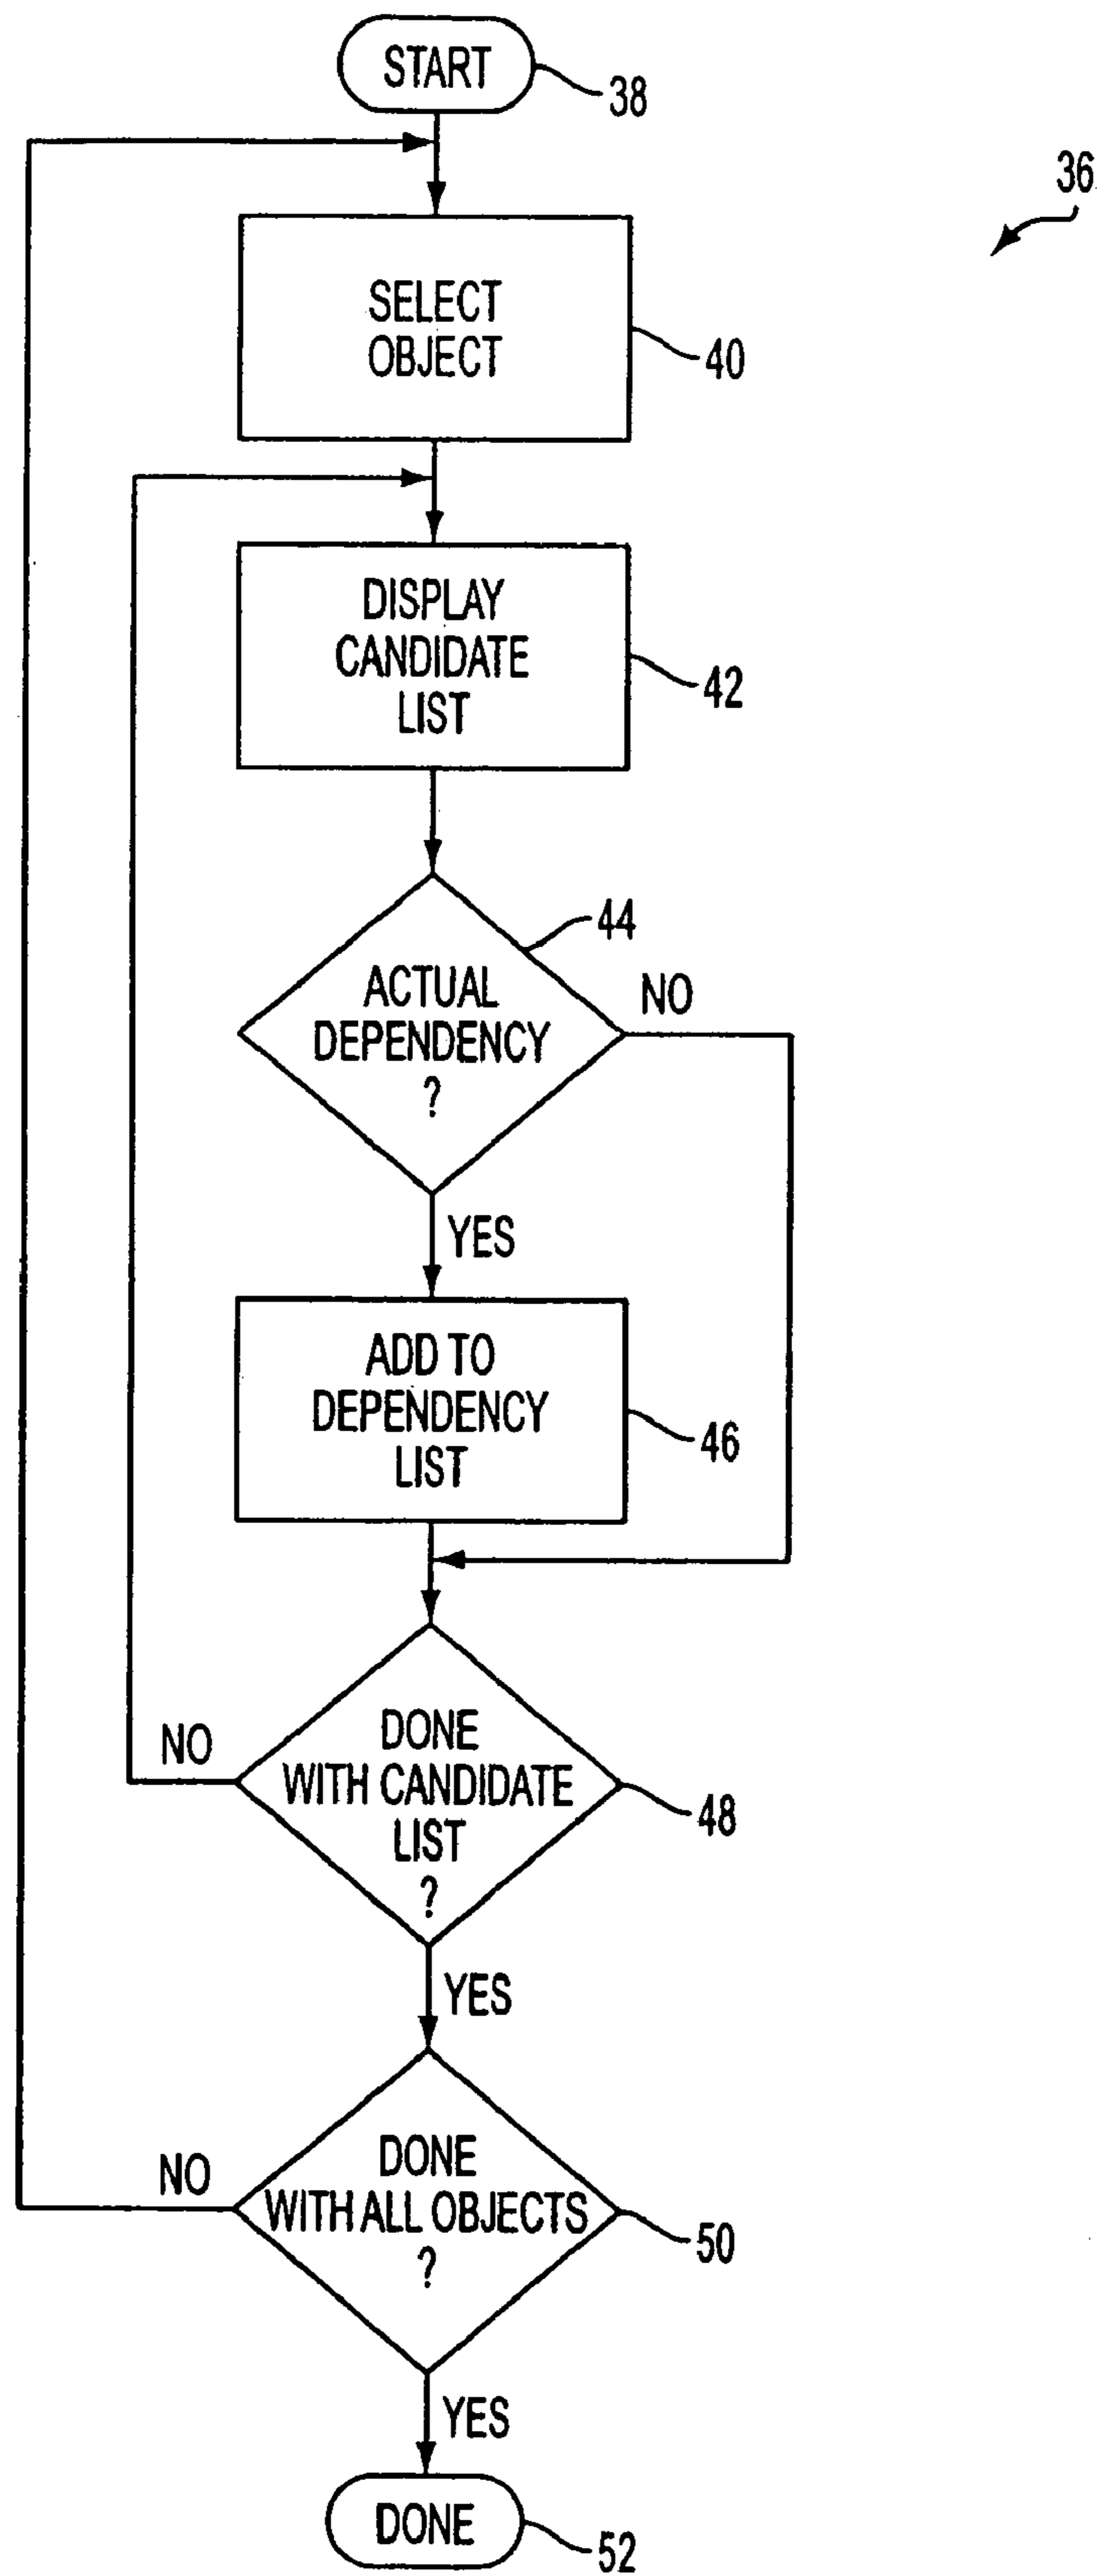 START
38
36
SELECT
OBJECT
40
DISPLAY
CANDIDATE
LIST
42
44
ACTUAL
DEPENDENCY
?
NO
YES
ADD TO
DEPENDENCY
LIST
46
DONE
WITH CANDIDATE
LIST
?
NO
48
YES
DONE
WITH ALL OBJECTS
?
NO
50
YES
DONE
52